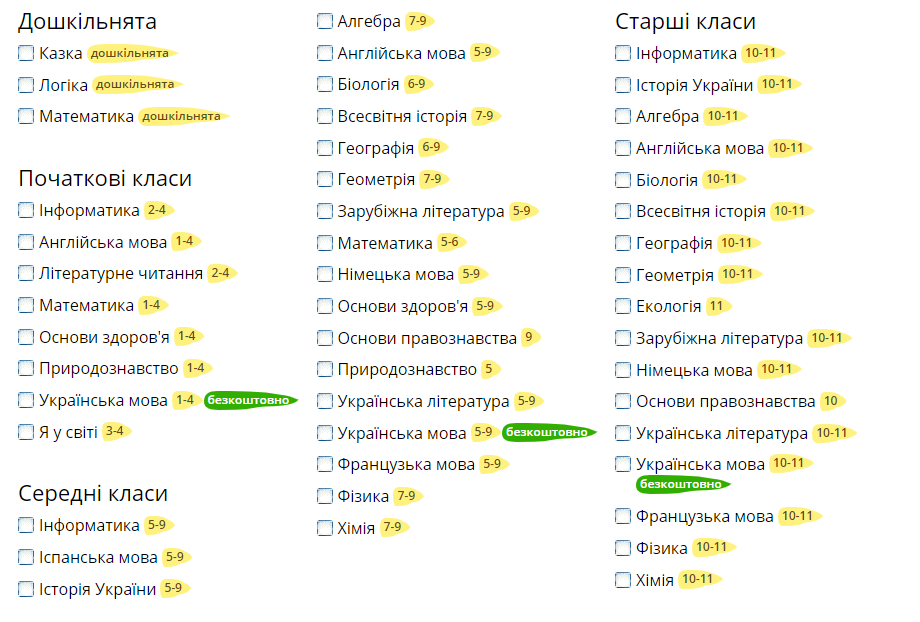 Дошкільнята
Казка дошкільнята
Логіка дошкільнята
Математика дошкільнята
Початкові класи
Інформатика 2-4
Англійська мова 1-4
Літературне читання 2-4
Математика 1-4
Основи здоров'я 1-4
Природознавство 1-4
Українська мова 1-4 безкоштовно
Я у світі 3-4
Середні класи
Інформатика 5-9
Іспанська мова 5-9
Історія України 5-9
Алгебра 7-9
Англійська мова 5-9
Біологія 6-9
Всесвітня історія 7-9
Географія 6-9
Геометрія 7-9
Зарубіжна література 5-9
Математика 5-6
Німецька мова 5-9
Основи здоров'я 5-9
Основи правознавства 9
Природознавство 5
Українська література 5-9
Українська мова 5-9 безкоштовно
Французька мова 5-9
Фізика 7-9
Хімія 7-9
Старші класи
Інформатика 10-11
Історія України 10-11
Алгебра 10-11
Англійська мова 10-11
Біологія 10-11
Всесвітня історія 10-11
Географія 10-11
Геометрія 10-11
Екологія 11
Зарубіжна література 10-11
Німецька мова 10-11
Основи правознавства 10
Українська література 10-11
Українська мова 10-11
безкоштовно
Французька мова 10-11
Фізика 10-11
Хімія 10-11